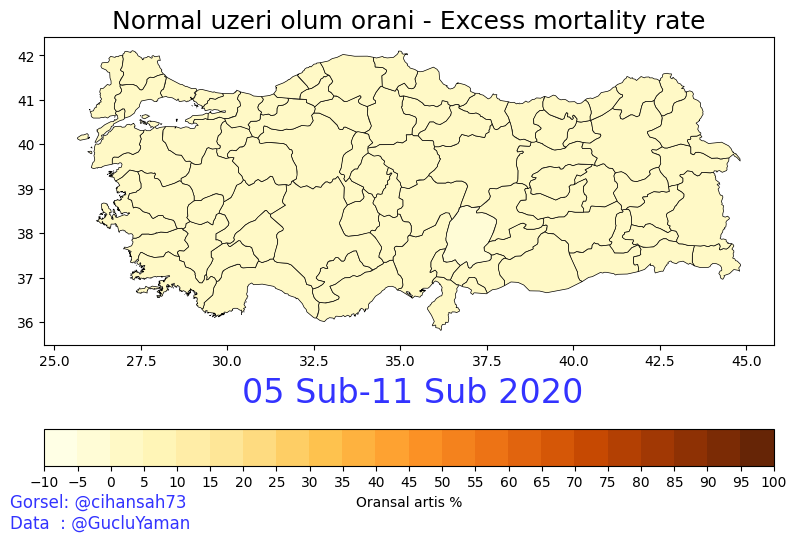 Normal uzeri olum orani - Excess mortality rate
42
41
40
39
38
37
36
25.0 27.5 30.0 32.5 35.0 37.5 40.0 42.5 45.0
05 Sub-11 Sub 2020
−10 −5 0 5 10 15 20 25 30 35 40 45 50 55 60 65 70 75 80 85 90 95 100
Oransal artis %
Gorsel: @cihansah73
Data : @GucluYaman